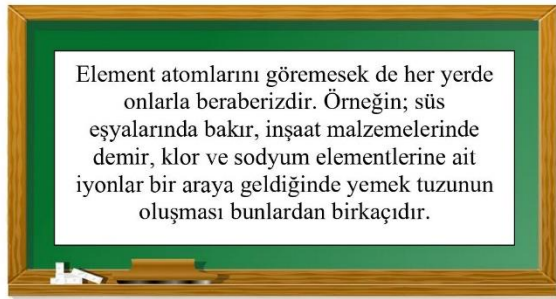 Element atomlarını göremesek de her yerde
onlarla beraberizdir. Örneğin; süs
eşyalarında bakır, inşaat malzemelerinde
demir, klor ve sodyum elementlerine ait
iyonlar bir araya geldiğinde yemek tuzunun
oluşması bunlardan birkaçıdır.